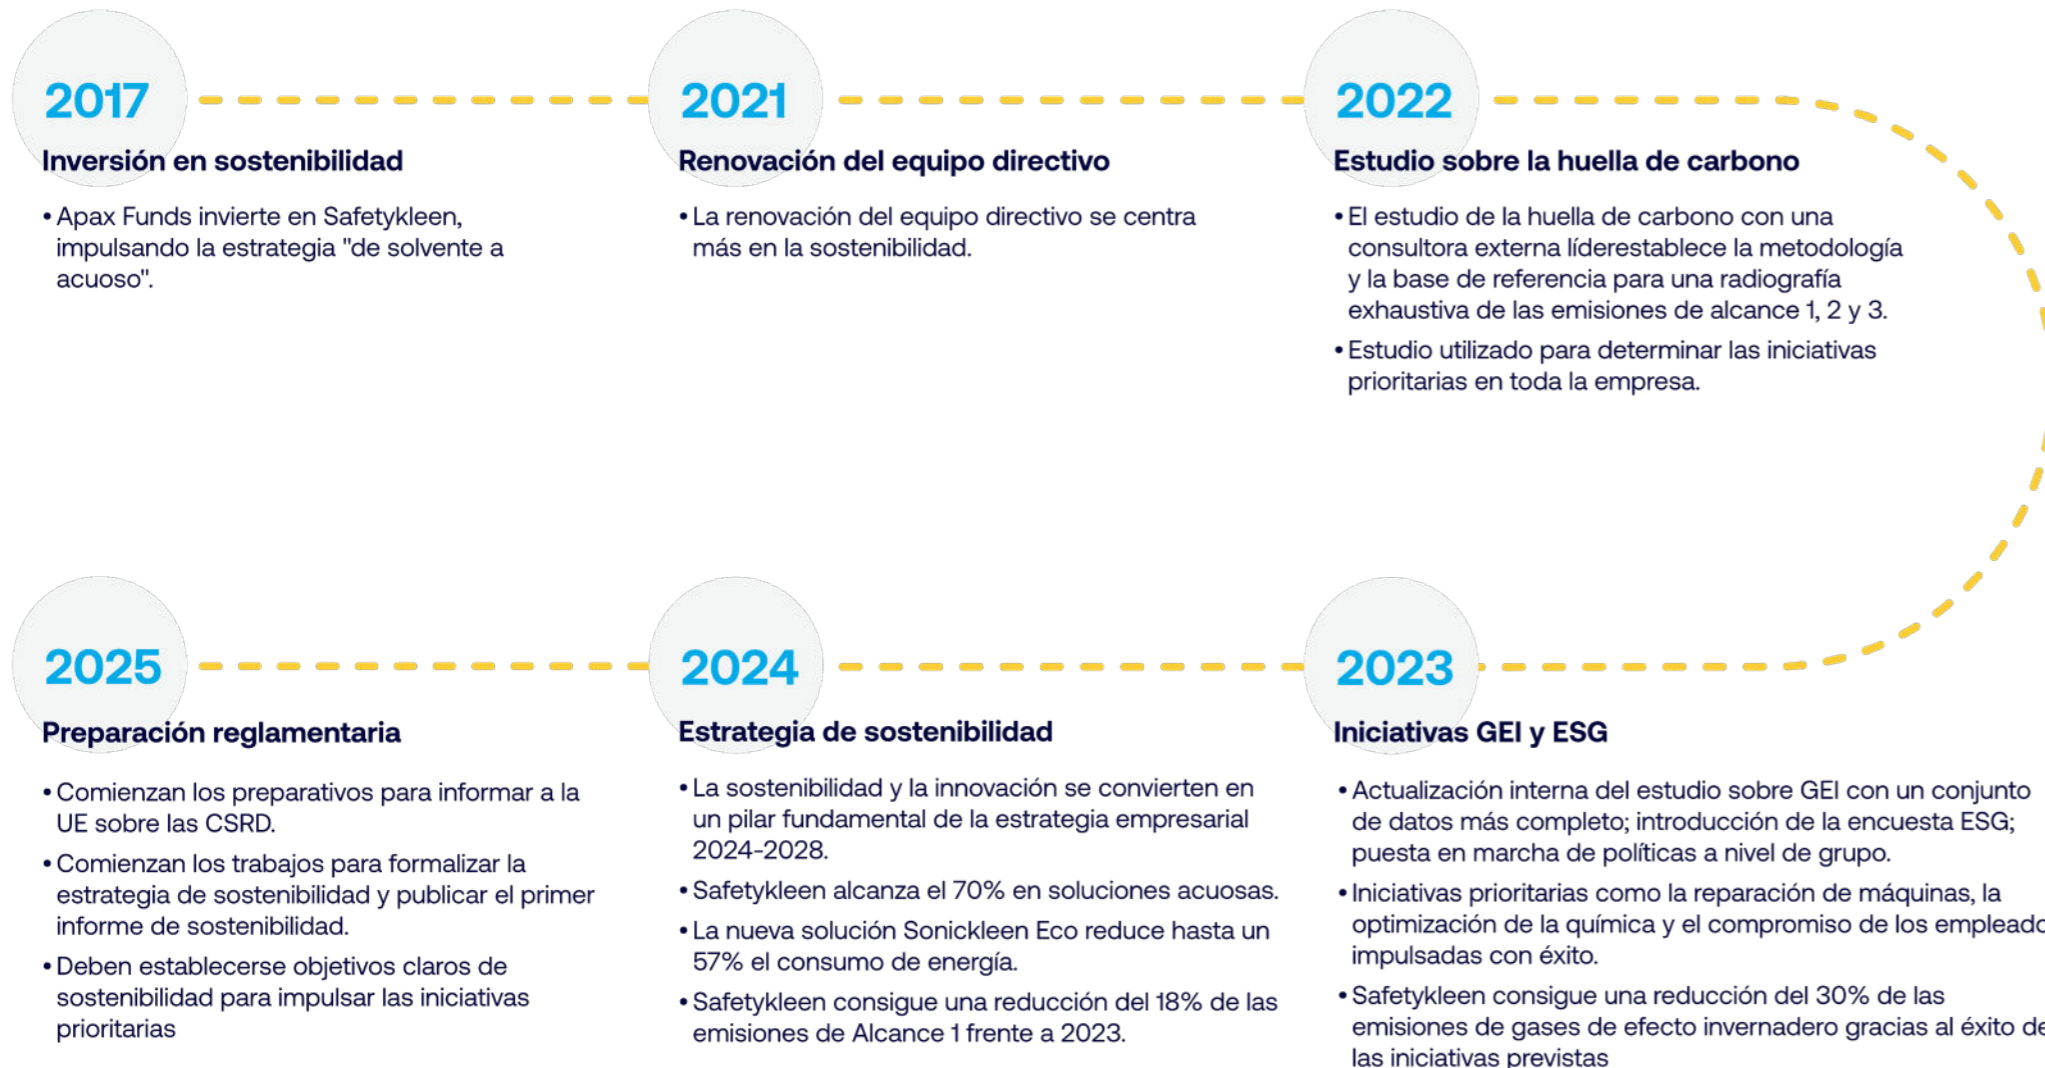 2017
Inversión en sostenibilidad
• Apax Funds invierte en Safetykleen,
impulsando la estrategia "de solvente a
acuoso".
2021
Renovación del equipo directivo
• La renovación del equipo directivo se centra
más en la sostenibilidad.
2022
Estudio sobre la huella de carbono
• El estudio de la huella de carbono con una
consultora externa líderestablece la metodología
y la base de referencia para una radiografía
exhaustiva de las emisiones de alcance 1, 2 y 3.
• Estudio utilizado para determinar las iniciativas
prioritarias en toda la empresa.
2023
Iniciativas GEI y ESG
• Actualización interna del estudio sobre GEI con un conjunto
de datos más completo; introducción de la encuesta ESG;
puesta en marcha de políticas a nivel de grupo.
• Iniciativas prioritarias como la reparación de máquinas, la
optimización de la química y el compromiso de los empleado
impulsadas con éxito.
• Safetykleen consigue una reducción del 30% de las
emisiones de gases de efecto invernadero gracias al éxito de
las iniciativas previstas
2024
Estrategia de sostenibilidad
• La sostenibilidad y la innovación se convierten en
un pilar fundamental de la estrategia empresarial
2024-2028.
• Safetykleen alcanza el 70% en soluciones acuosas.
• La nueva solución Sonickleen Eco reduce hasta un
57% el consumo de energía.
• Safetykleen consigue una reducción del 18% de las
emisiones de Alcance 1 frente a 2023.
2025
Preparación reglamentaria
• Comienzan los preparativos para informar a la
UE sobre las CSRD.
• Comienzan los trabajos para formalizar la
estrategia de sostenibilidad y publicar el primer
informe de sostenibilidad.
• Deben establecerse objetivos claros de
sostenibilidad para impulsar las iniciativas
prioritarias